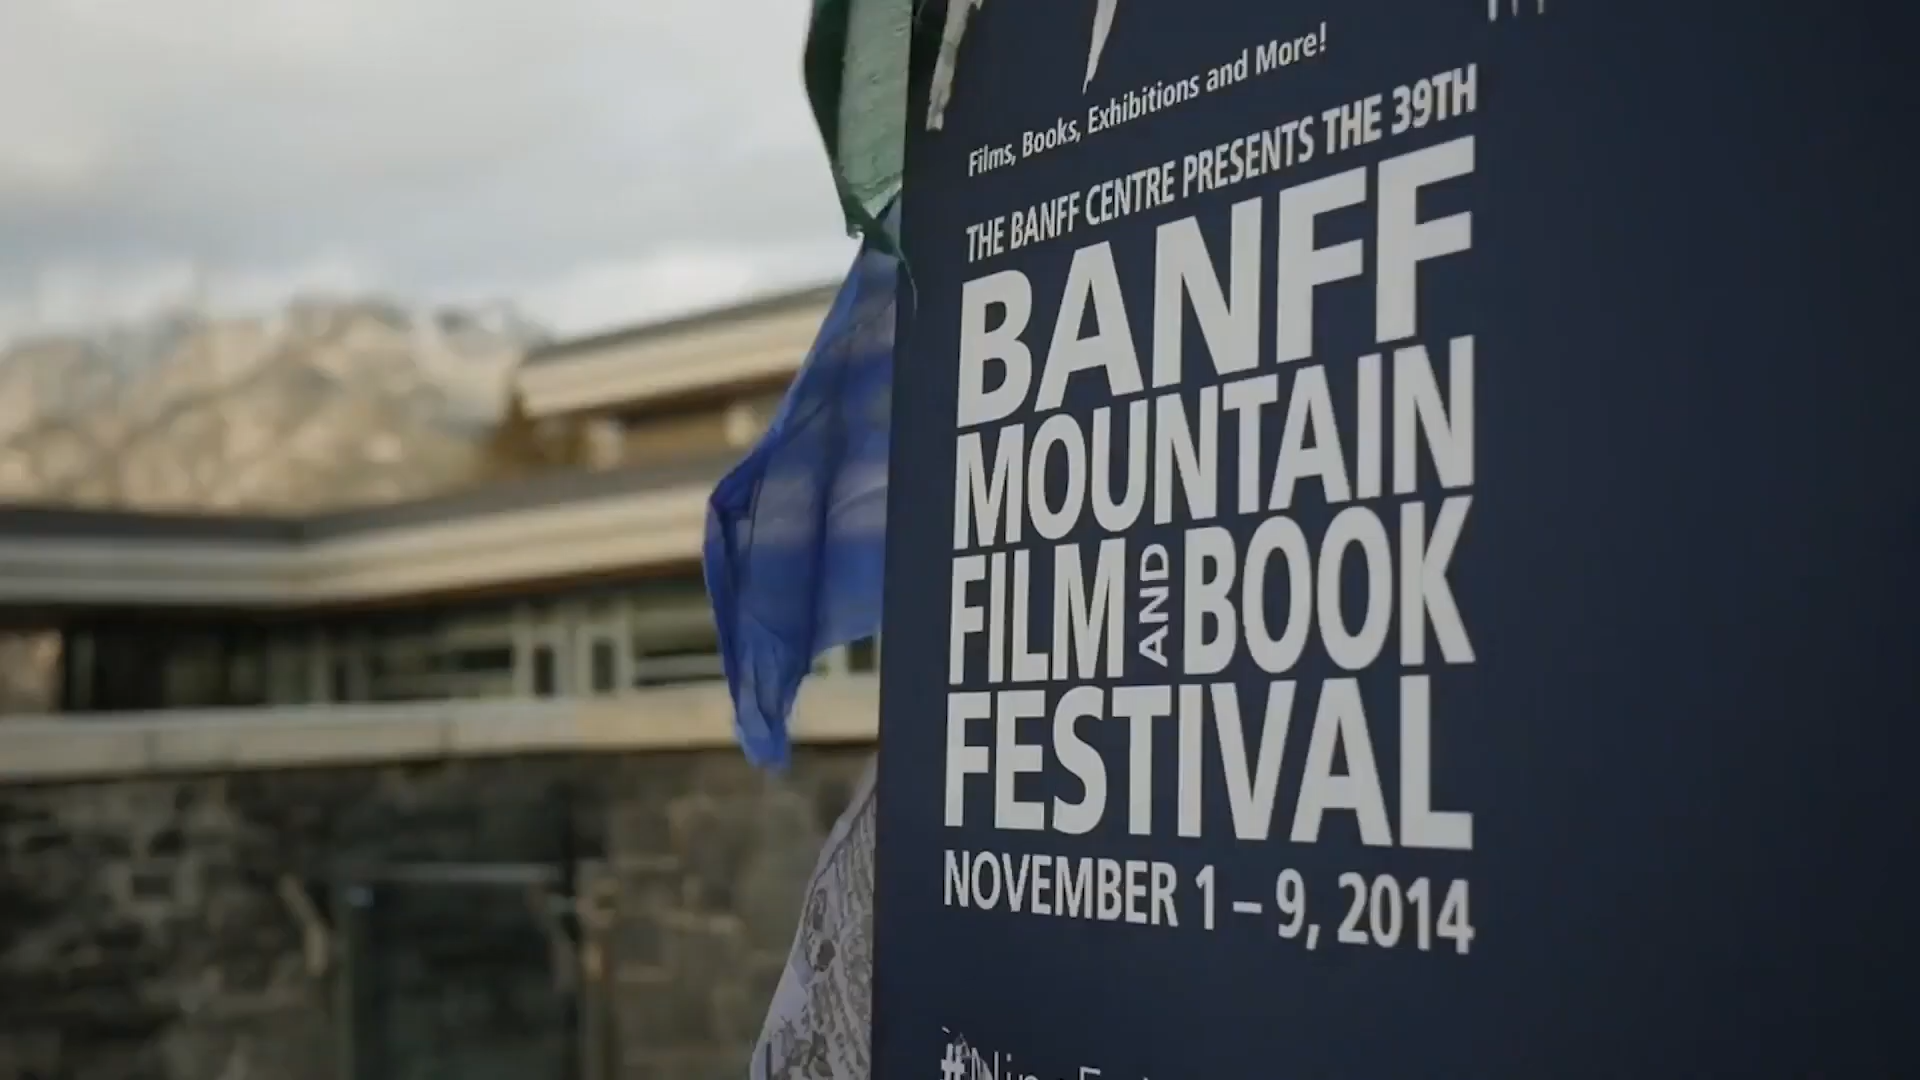 Films, Books, Exhibitions and More!
THE BANFF CENTRE PRESENTS THE 39TH
BANFF
MOUNTAIN
FILM AND BOOK
FESTIVAL
NOVEMBER 1 – 9, 2014